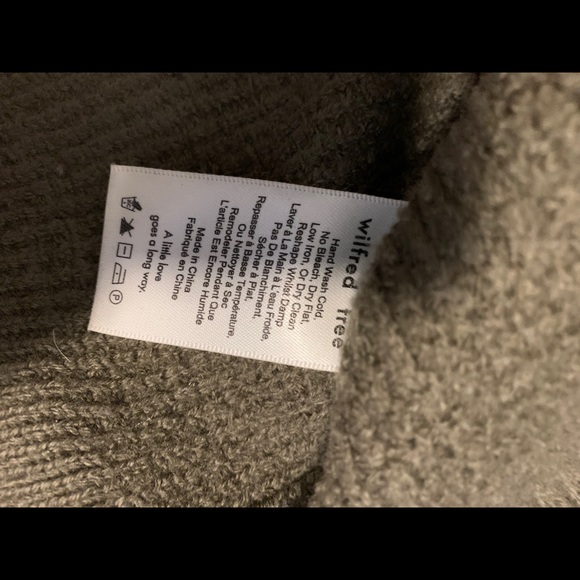 wilfred free
Hand Wash Cold,
No Bleach, Dry Flat,
Low Iron, Or Dry Clean
Reshape Whilst Damp
Laver à La Main à L'eau Froide,
Pas De Blanchiment,
Sécher à Plat,
Repasser à Basse Température,
Ou Nettoyer à Sec
Remodeler Pendant Que
L'article Est Encore Humide
Made in China
Fabriqué en Chine
A little love
goes a long way.
P